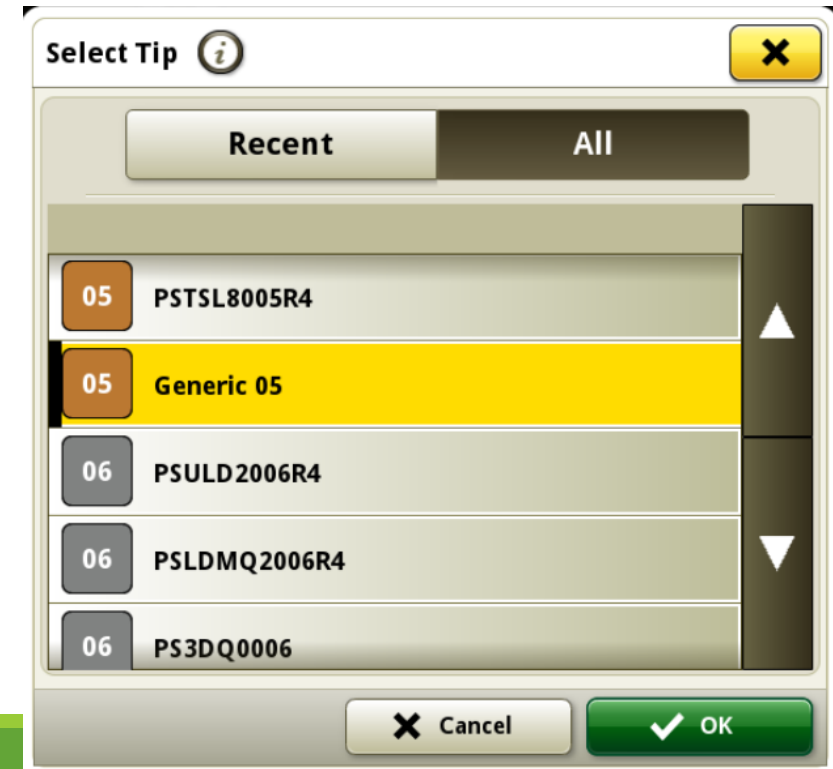 Select Tip i
Recent
All
05 PSTSL8005R4
05 Generic 05
06 PSULD2006R4
06 PSLDMQ2006R4
06 PS3DQ0006
Cancel
OK